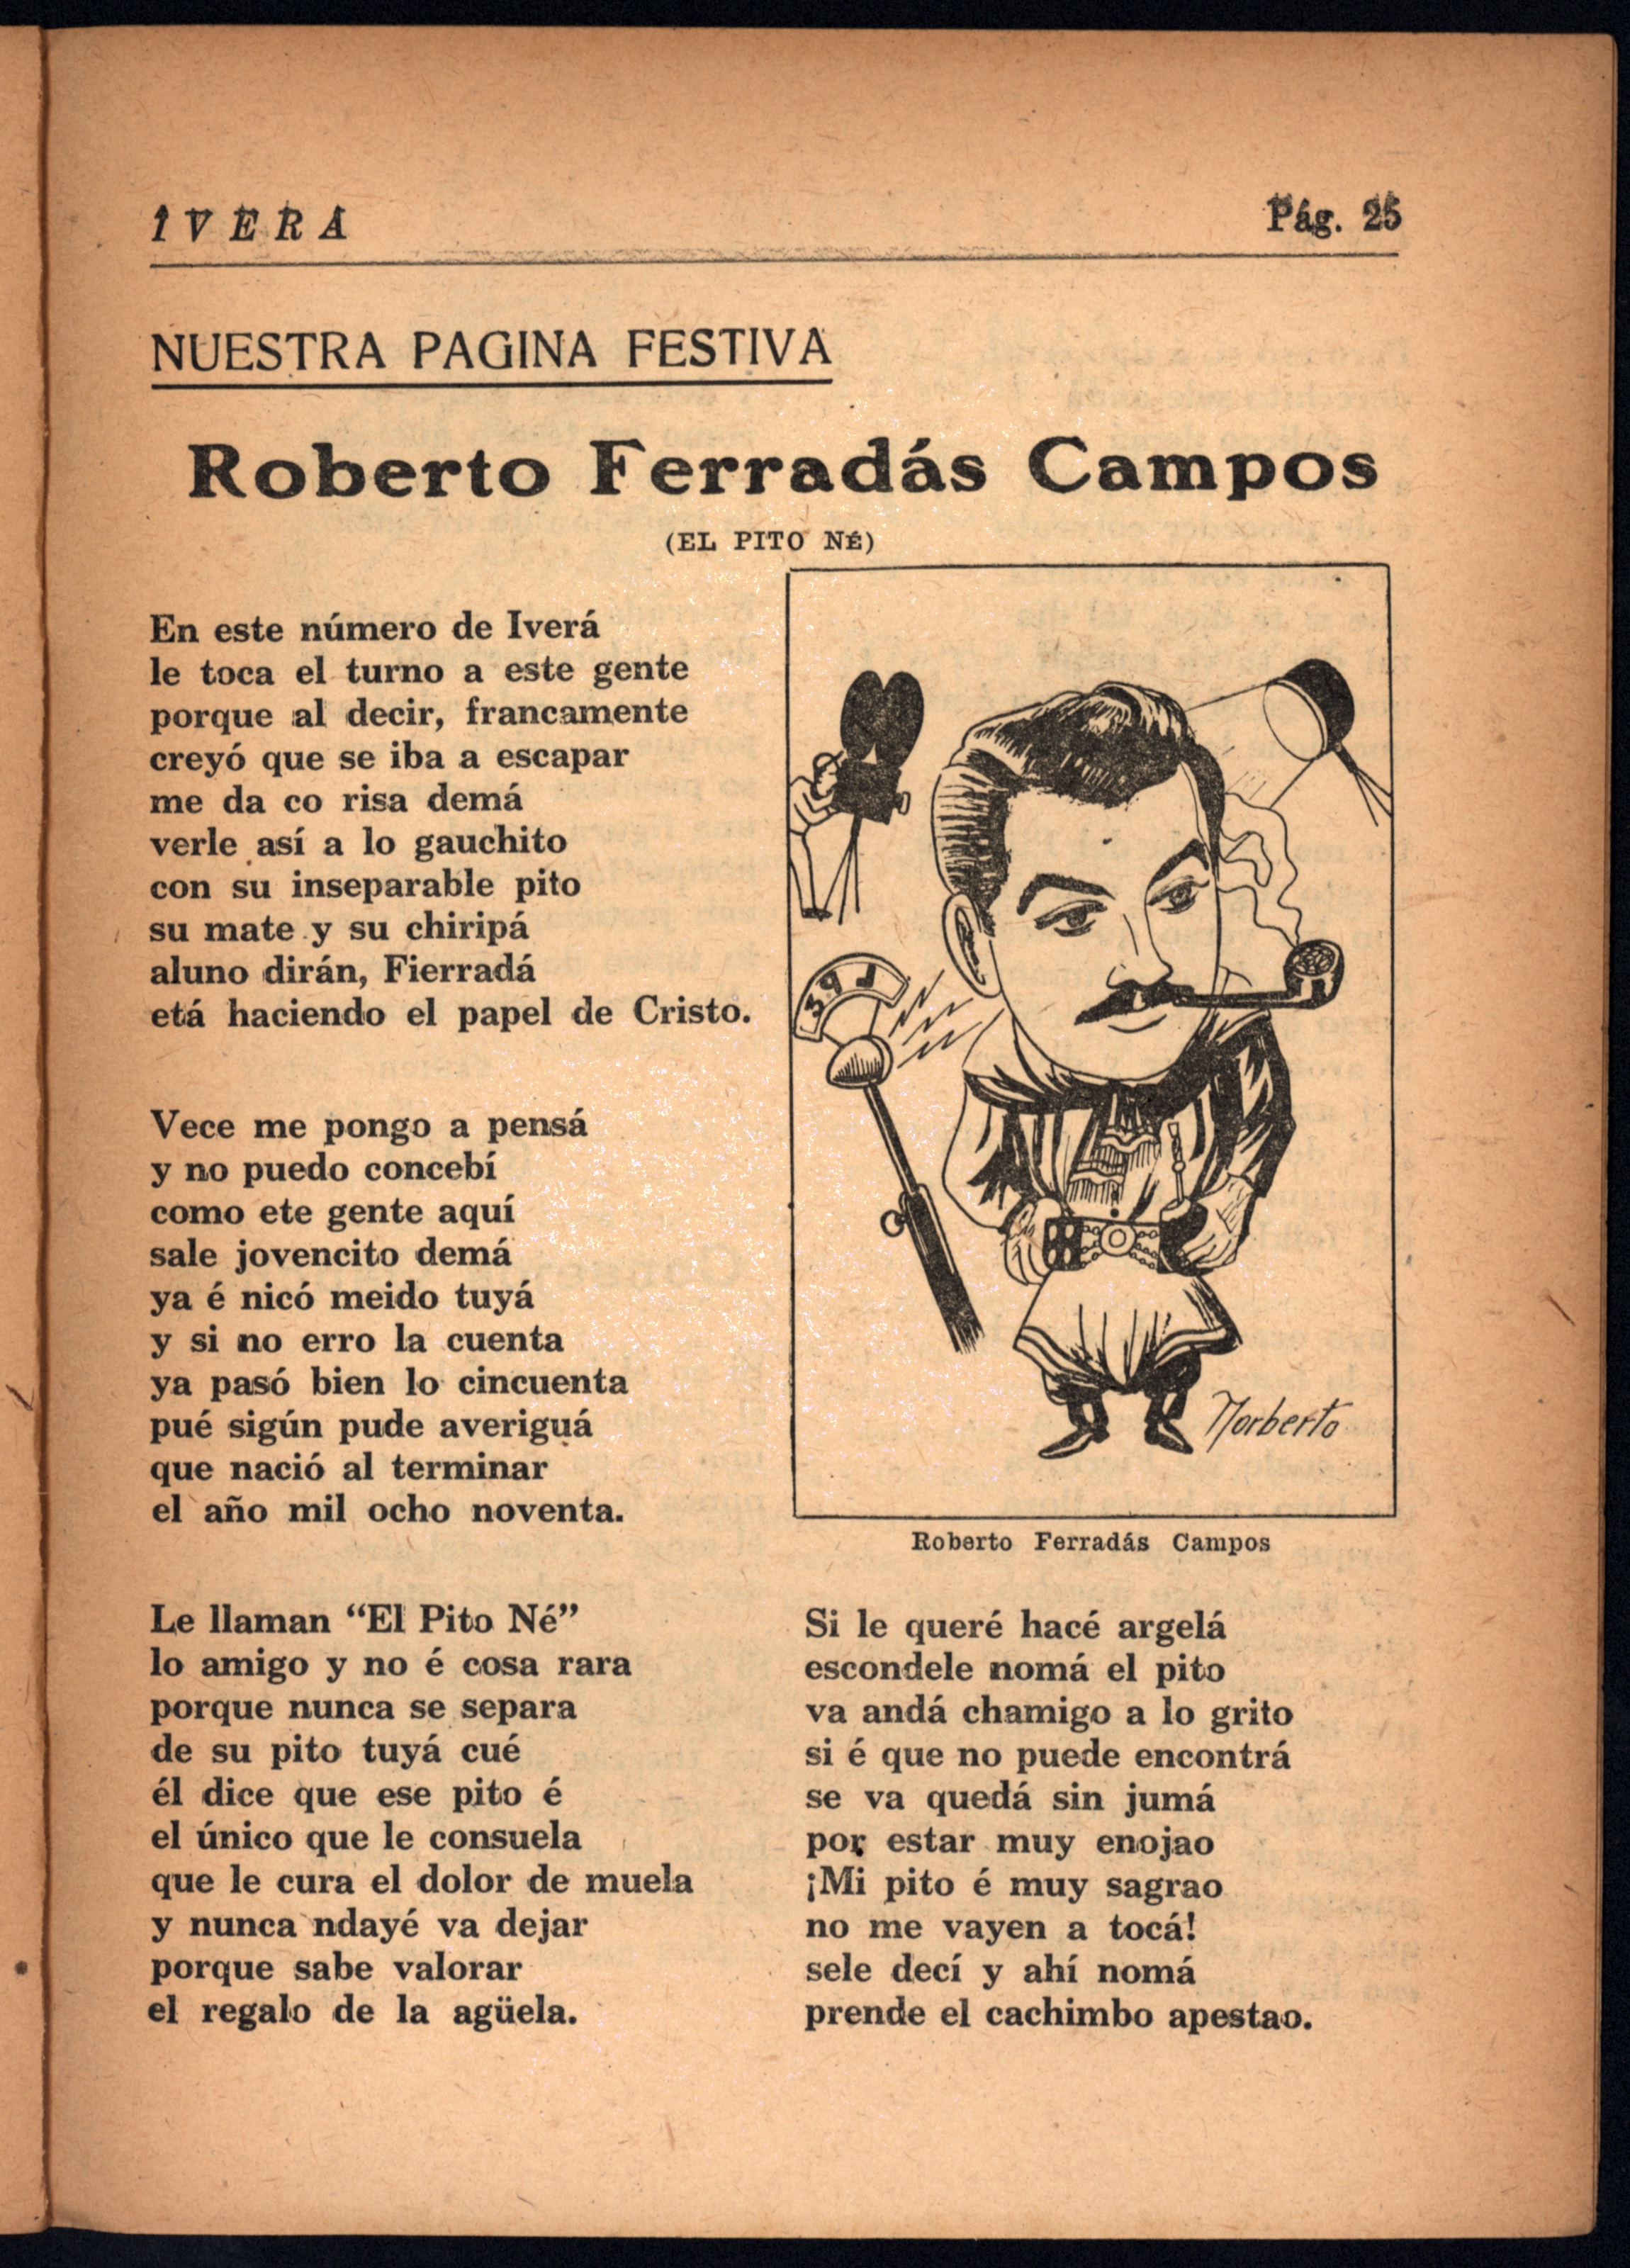 IVERA
Pág. 25
NUESTRA PAGINA FESTIVA
Roberto Ferradás Campos
(EL PITO NÉ)
En este número de Iverá
le toca el turno a este gente
porque al decir, francamente
creyó que se iba a escapar
me da co risa demá
verle así a lo gauchito
con su inseparable pito
su mate y su chiripá
aluno dirán, Fierradá
etá haciendo el papel de Cristo.
Vece me pongo a pensá
y no puedo concebí
como ete gente aquí
sale jovencito demá
ya é nicó meido tuyá
y si no erro la cuenta
ya pasó bien lo cincuenta
pué sigún pude averiguá
que nació al terminar
el año mil ocho noventa.
Le llaman “El Pito Né”
lo amigo y no é cosa rara
porque nunca se separa
de su pito tuyá cué
él dice que ese pito é
el único que le consuela
que le cura el dolor de muela
y nunca ndayé va dejar
porque sabe valorar
el regalo de la agüela.
39 J
Norberto
Roberto Ferradás Campos
Si le queré hacé argelá
escondele nomá el pito
va andá chamigo a lo grito
si é que no puede encontrá
se va quedá sin jumá
por estar muy enojao
¡Mi pito é muy sagrao
no me vayen a tocá!
sele decí y ahí nomá
prende el cachimbo apestao.